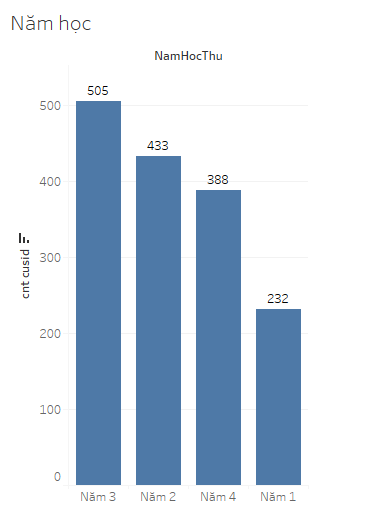 Năm học
NamHocThu
505
433
388
232
500
400
300
200
100
0
cnt cusid
Năm 3
Năm 2
Năm 4
Năm 1